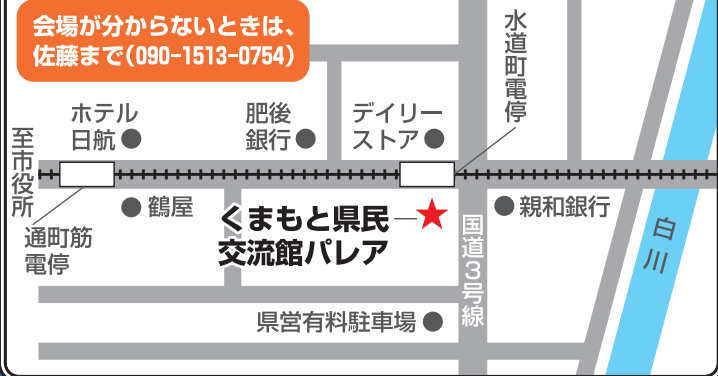 会場が分からないときは、
佐藤まで(090-1513-0754)
水道町電停
ホテル
日航
肥後
銀行
デイリー
ストア
至市役所
鶴屋
くまもと県民
交流館パレア
親和銀行
通町筋
電停
国道3号線
白川
県営有料駐車場